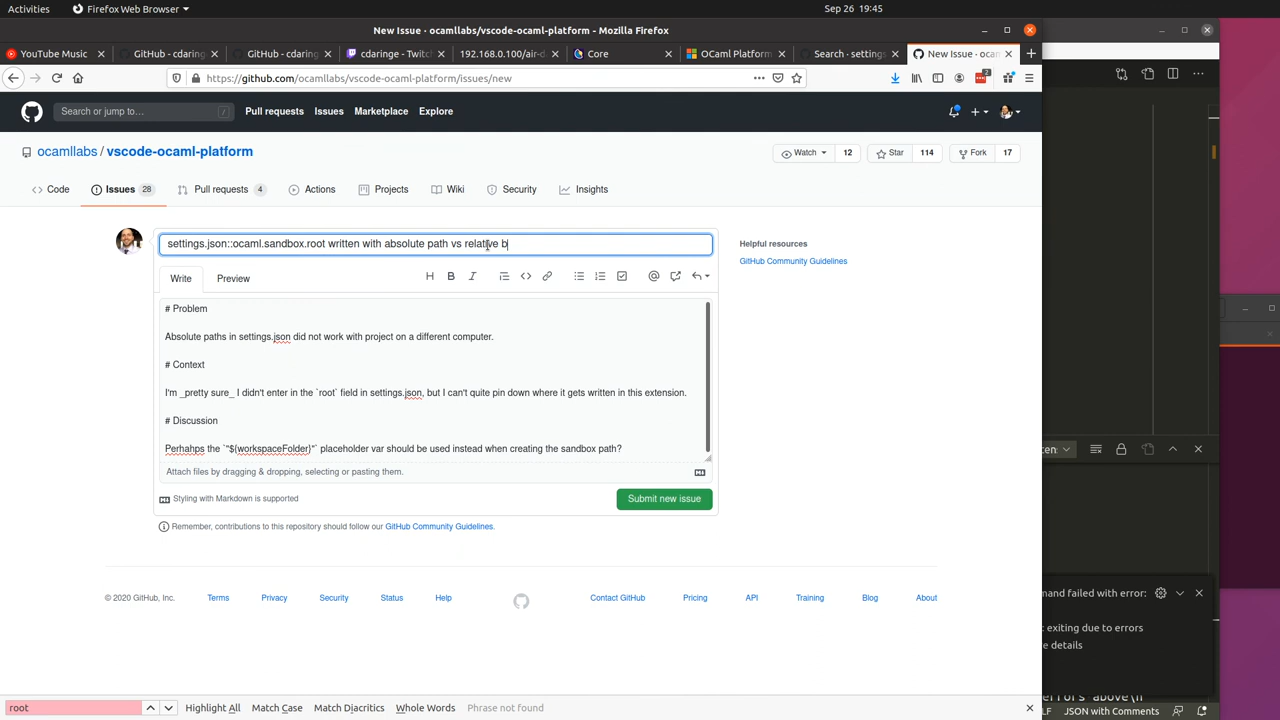 Activities
Firefox Web Browser
Sep 26 19:45
New Issue · ocamllabs/vscode-ocaml-platform - Mozilla Firefox
YouTube Music
GitHub - cdaring
GitHub - cdaring
cdaringe - Twitch
192.168.0.100/air-d
Core
OCaml Platform
Search · settings
New Issue · ocam
https://github.com/ocamllabs/vscode-ocaml-platform/issues/new
2
Search or jump to…
/
Pull requests
Issues
Marketplace
Explore
ocamllabs / vscode-ocaml-platform
Watch
12
Star
114
Fork
17
Code
Issues 28
Pull requests 4
Actions
Projects
Wiki
Security
Insights
settings.json::ocaml.sandbox.root written with absolute path vs relative b
Helpful resources
GitHub Community Guidelines
Write
Preview
# Problem
Absolute paths in settings.json did not work with project on a different computer.
# Context
I'm _pretty sure_ I didn't enter in the `root` field in settings.json, but I can't quite pin down where it gets written in this extension.
# Discussion
Perhahps the `"${workspaceFolder}"` placeholder var should be used instead when creating the sandbox path?
Attach files by dragging & dropping, selecting or pasting them.
Styling with Markdown is supported
Submit new issue
Remember, contributions to this repository should follow our GitHub Community Guidelines.
© 2020 GitHub, Inc.
Terms
Privacy
Security
Status
Help
Contact GitHub
Pricing
API
Training
Blog
About
mand failed with error:
exiting due to errors
e details
root
Highlight All
Match Case
Match Diacritics
Whole Words
Phrase not found
LF
JSON with Comments